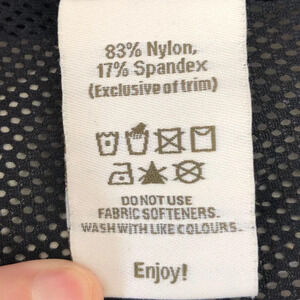 83% Nylon,
17% Spandex
(Exclusive of trim)
DO NOT USE
FABRIC SOFTENERS.
WASH WITH LIKE COLOURS.
Enjoy!